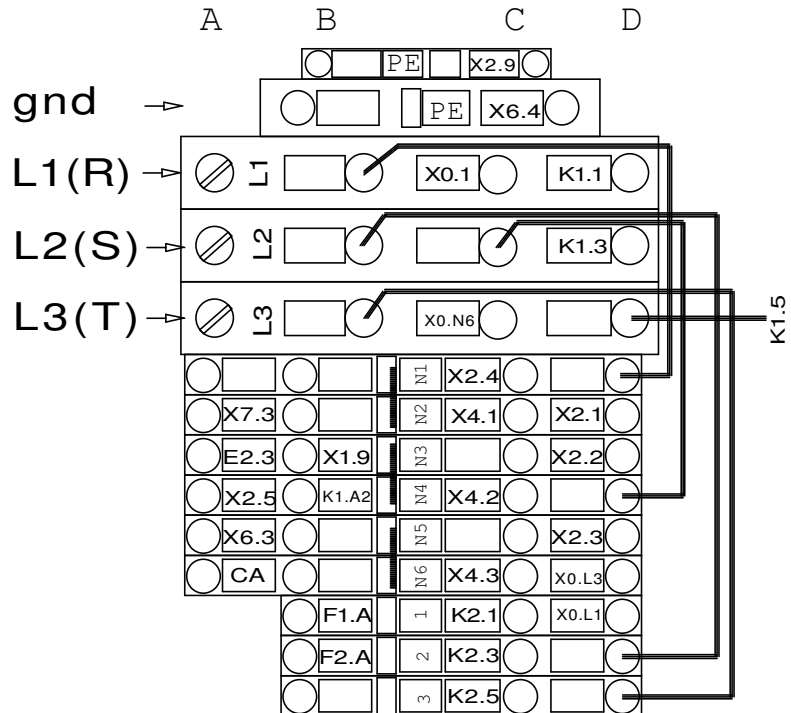 A B C D
PE X2.9
gnd PE X6.4
L1(R) L1 X0.1 K1.1
L2(S) L2 K1.3
L3(T) L3 X0.N6 K1.5
N1 X2.4
X7.3 N2 X4.1 X2.1
E2.3 X1.9 N3 X2.2
X2.5 K1.A2 N4 X4.2
X6.3 N5 X2.3
CA N6 X4.3 X0.L3
F1.A 1 K2.1 X0.L1
F2.A 2 K2.3
3 K2.5